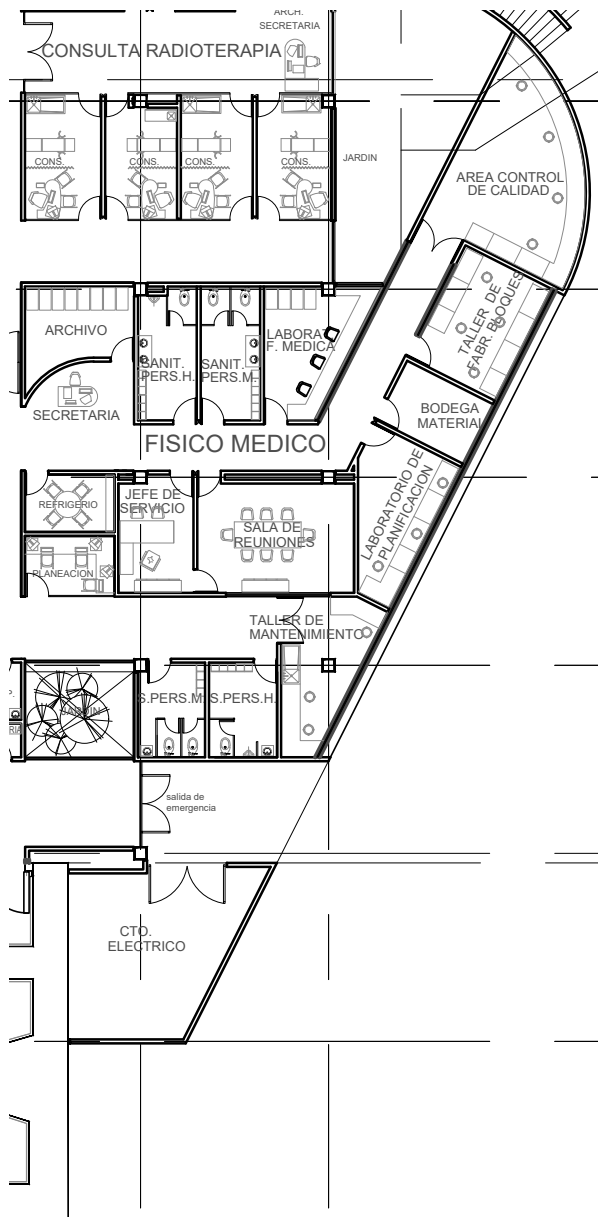 ARCH.
SECRETARIA
CONSULTA RADIOTERAPIA
CONS.
CONS.
CONS.
CONS.
JARDIN
AREA CONTROL
DE CALIDAD
TALLER DE
FABR. BLOQUES
ARCHIVO
SANIT.
PERS.H.
SANIT.
PERS.M.
LABORAT.
F. MEDICA
SECRETARIA
BODEGA
MATERIAL
FISICO MEDICO
LABORATORIO DE
PLANIFICACION
JEFE DE
SERVICIO
REFRIGERIO
SALA DE
REUNIONES
PLANEACION
TALLER DE
MANTENIMIENTO
S.PERS.M.
S.PERS.H.
JARDIN
salida de
emergencia
CTO.
ELECTRICO